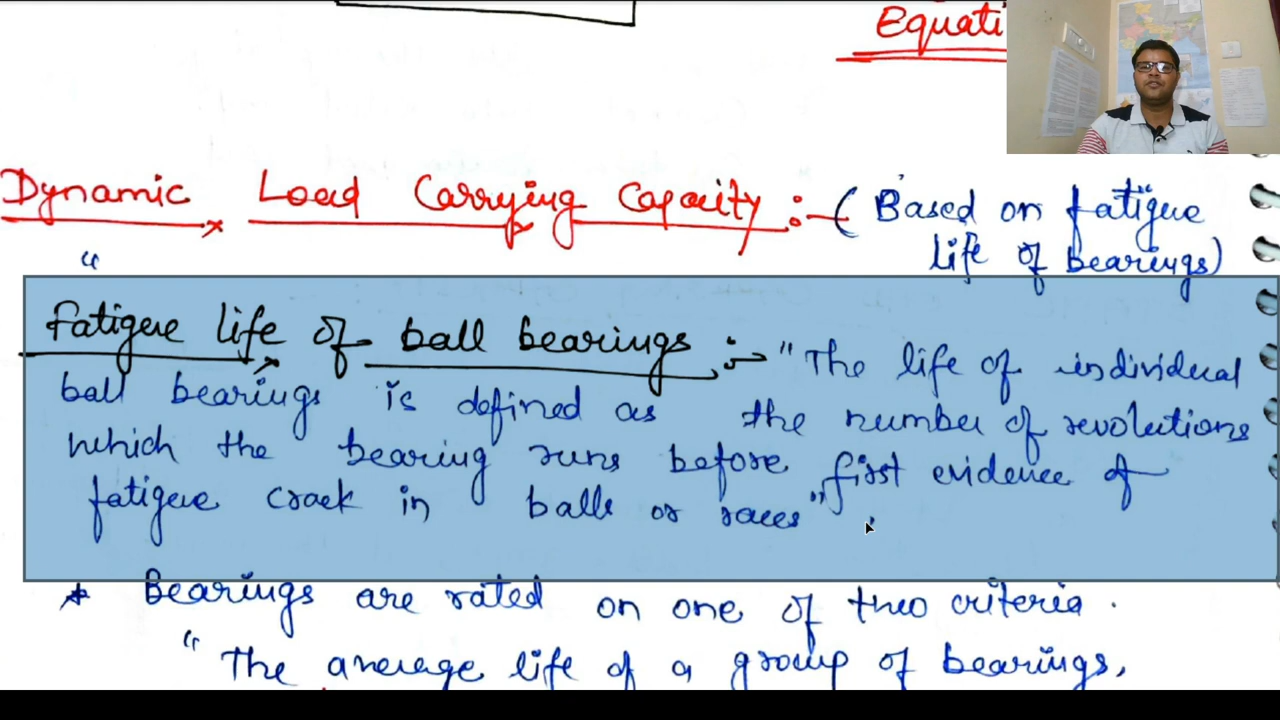 Equati
Dynamic Load Carrying Capacity :- ( Based on fatigue
life of bearings)
"
Fatigue life of ball bearings :- " The life of individual
ball bearings is defined as the number of revolutions
which the bearing runs before first evidence of
fatigue crack in balls or races" .
* Bearings are rated on one of two criteria .
" The average life of a group of bearings,